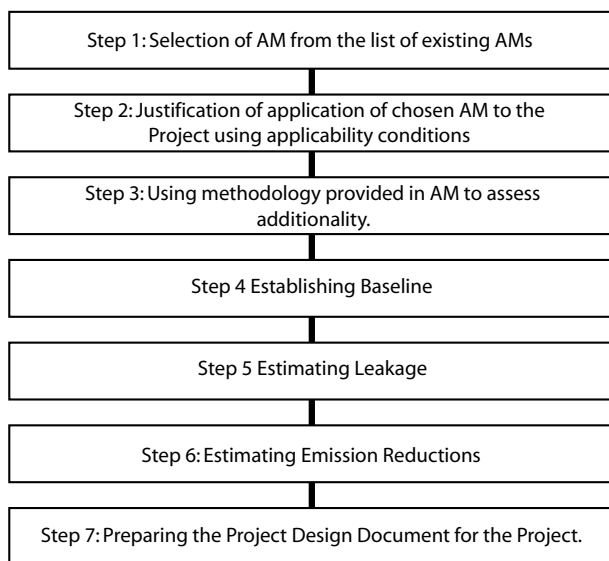 Step 1: Selection of AM from the list of existing AMs
Step 2: Justification of application of chosen AM to the
Project using applicability conditions
Step 3: Using methodology provided in AM to assess
additionality.
Step 4 Establishing Baseline
Step 5 Estimating Leakage
Step 6: Estimating Emission Reductions
Step 7: Preparing the Project Design Document for the Project.